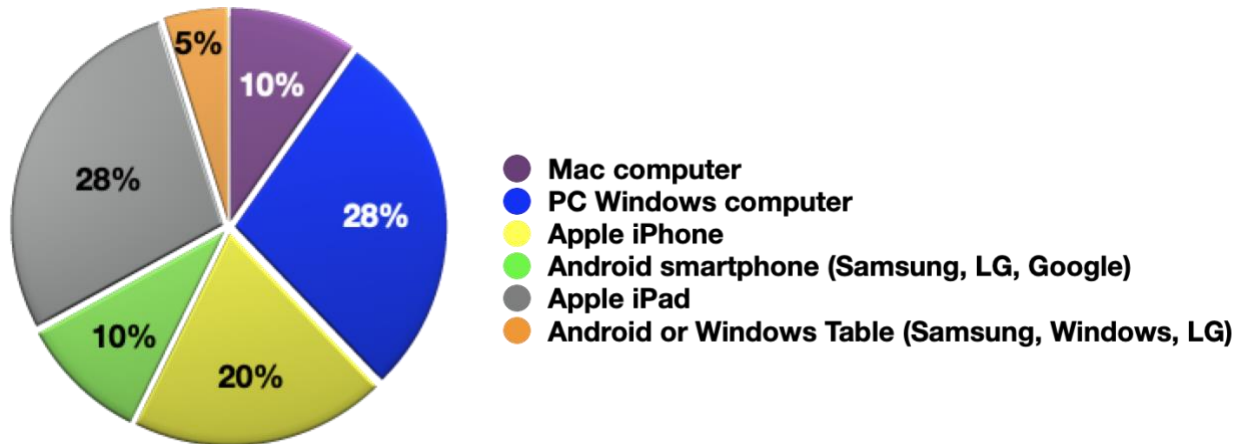 5%
10%
28%
28%
10%
20%
Mac computer
PC Windows computer
Apple iPhone
Android smartphone (Samsung, LG, Google)
Apple iPad
Android or Windows Table (Samsung, Windows, LG)